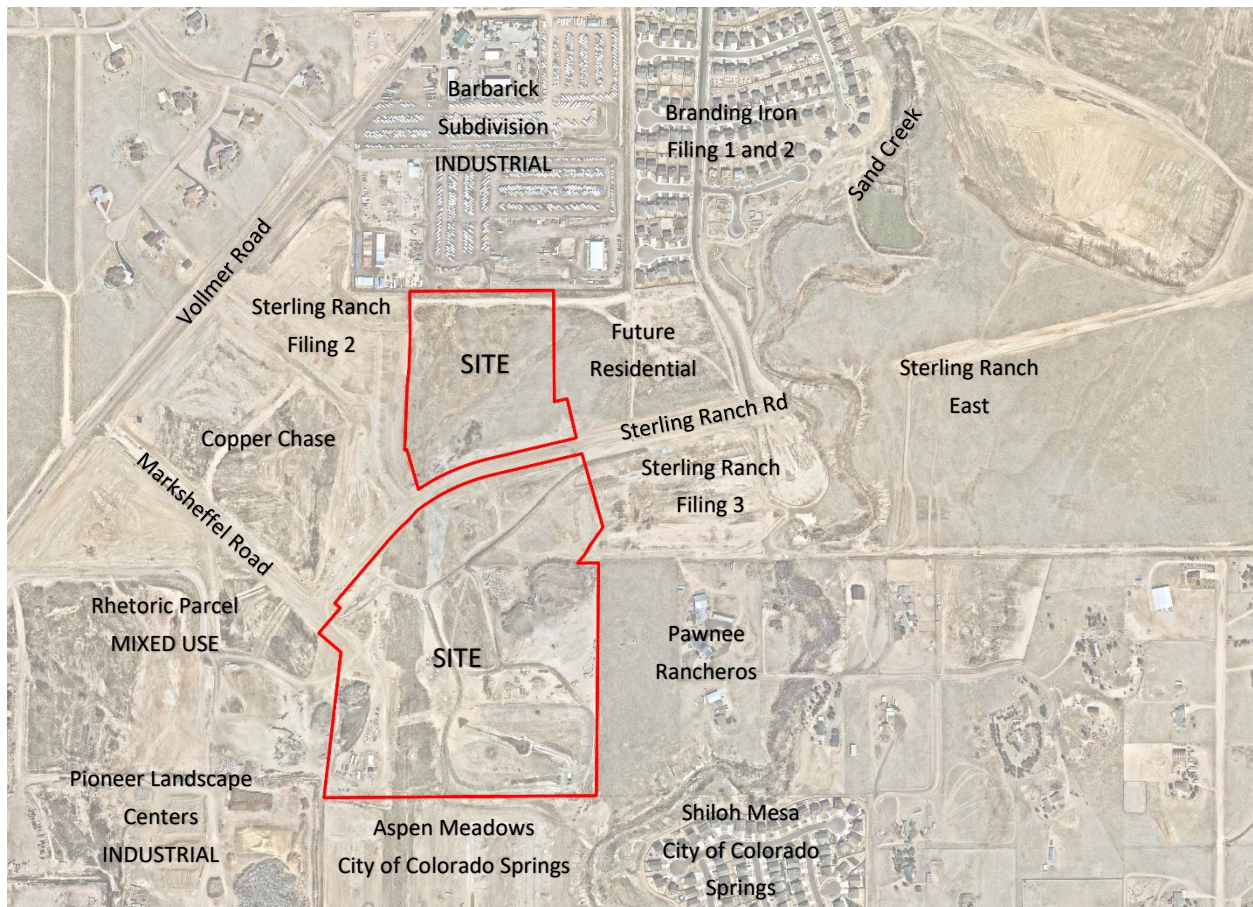 Barbarick
Subdivision
INDUSTRIAL
Branding Iron
Filing 1 and 2
Sand Creek
Vollmer Road
Sterling Ranch
Filing 2
SITE
Future
Residential
Sterling Ranch Rd
Sterling Ranch
East
Copper Chase
Marksheffel Road
Sterling Ranch
Filing 3
Rhetoric Parcel
MIXED USE
SITE
Pawnee
Rancheros
Pioneer Landscape
Centers
INDUSTRIAL
Aspen Meadows
City of Colorado Springs
Shiloh Mesa
City of Colorado
Springs